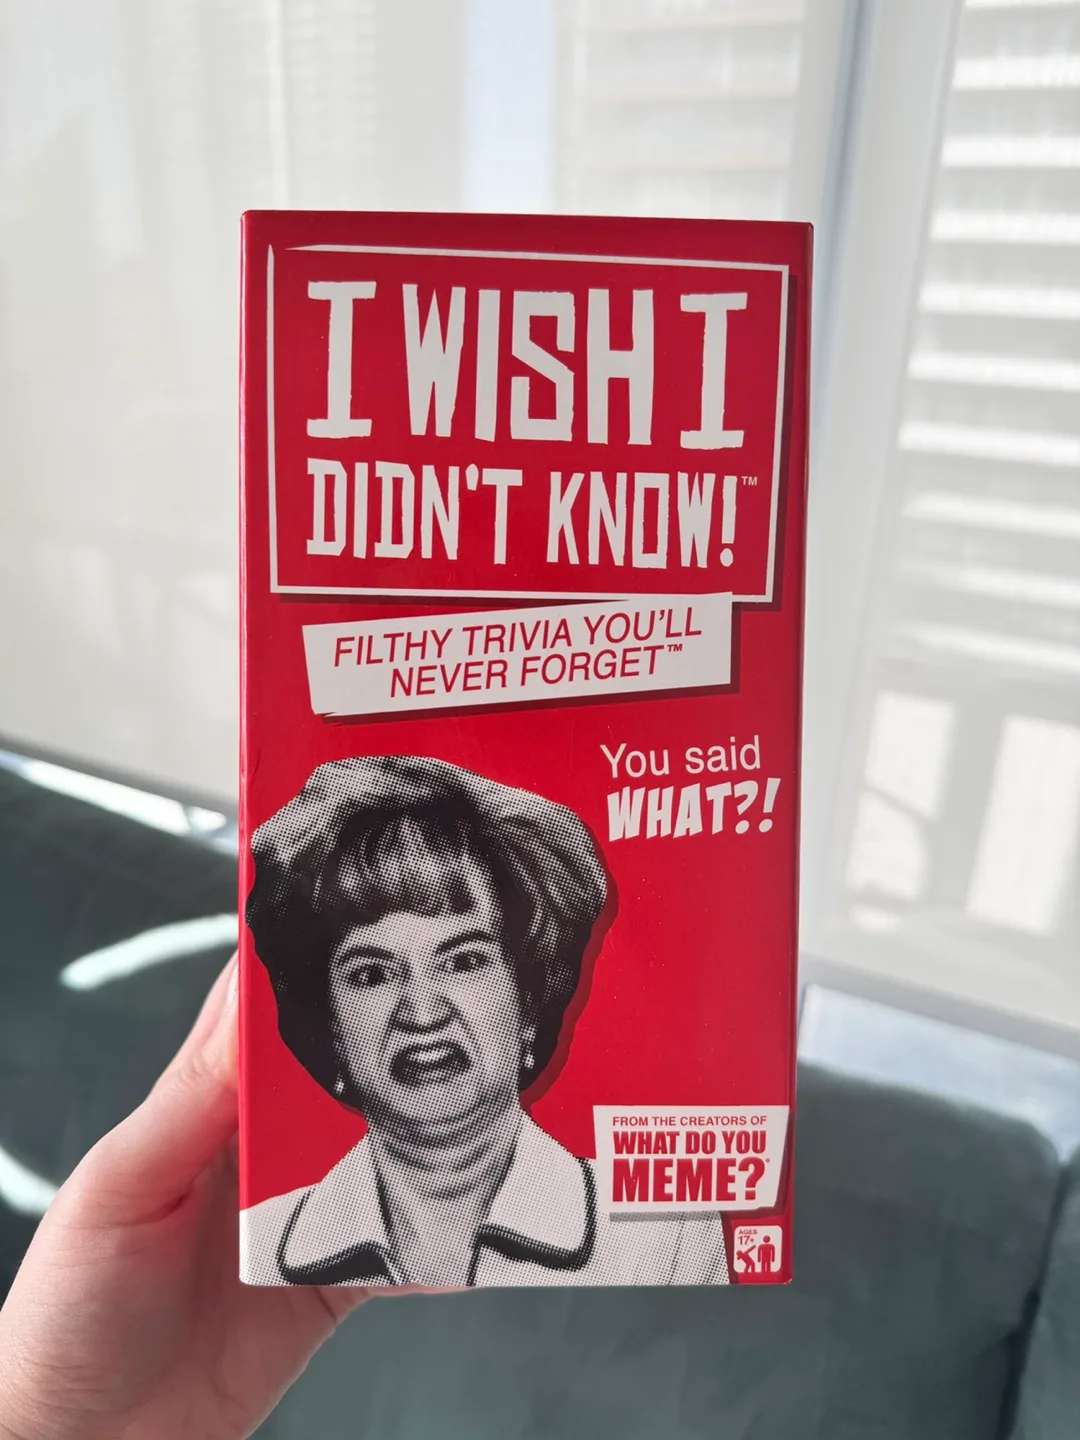 I WISH I
DIDN'T KNOW!™
FILTHY TRIVIA YOU'LL
NEVER FORGET™
You said
WHAT?!
FROM THE CREATORS OF
WHAT DO YOU
MEME?®
AGES
17+